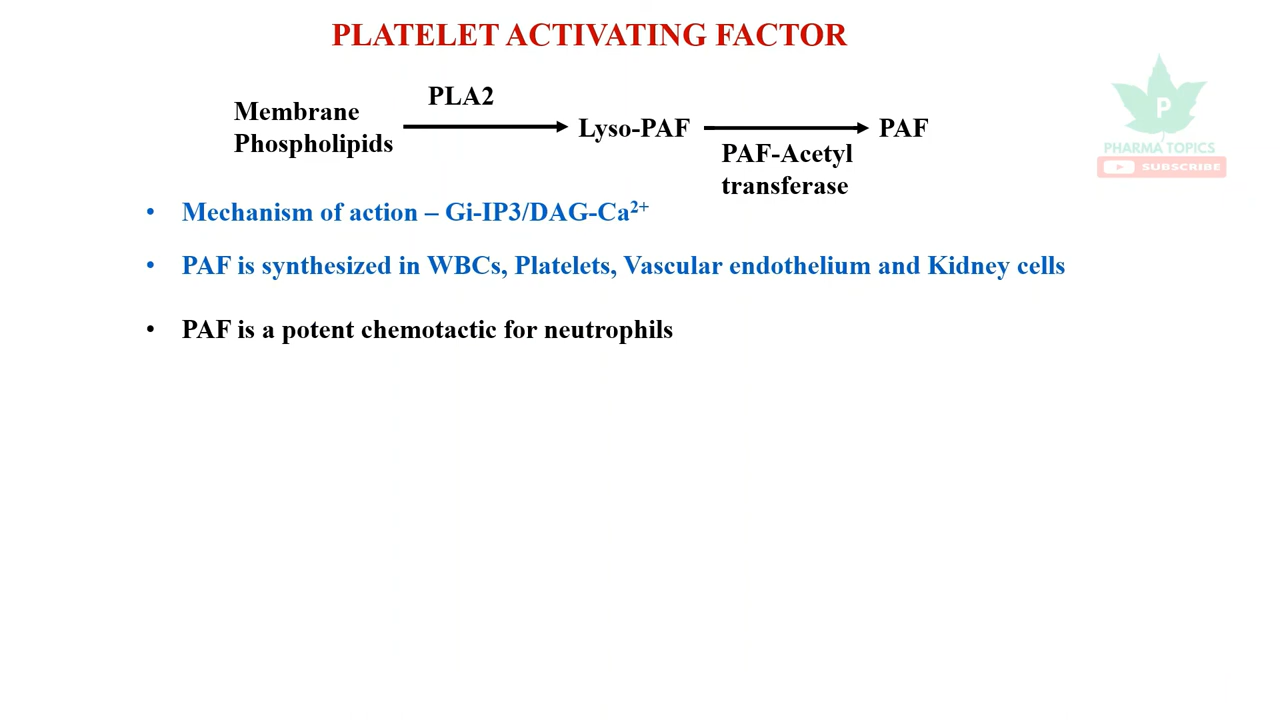 PLATELET ACTIVATING FACTOR
PLA2
Membrane
Phospholipids
Lyso-PAF
PAF
PAF-Acetyl
transferase
P
PHARMA TOPICS
SUBSCRIBE
• Mechanism of action – Gi-IP3/DAG-Ca²⁺
• PAF is synthesized in WBCs, Platelets, Vascular endothelium and Kidney cells
• PAF is a potent chemotactic for neutrophils